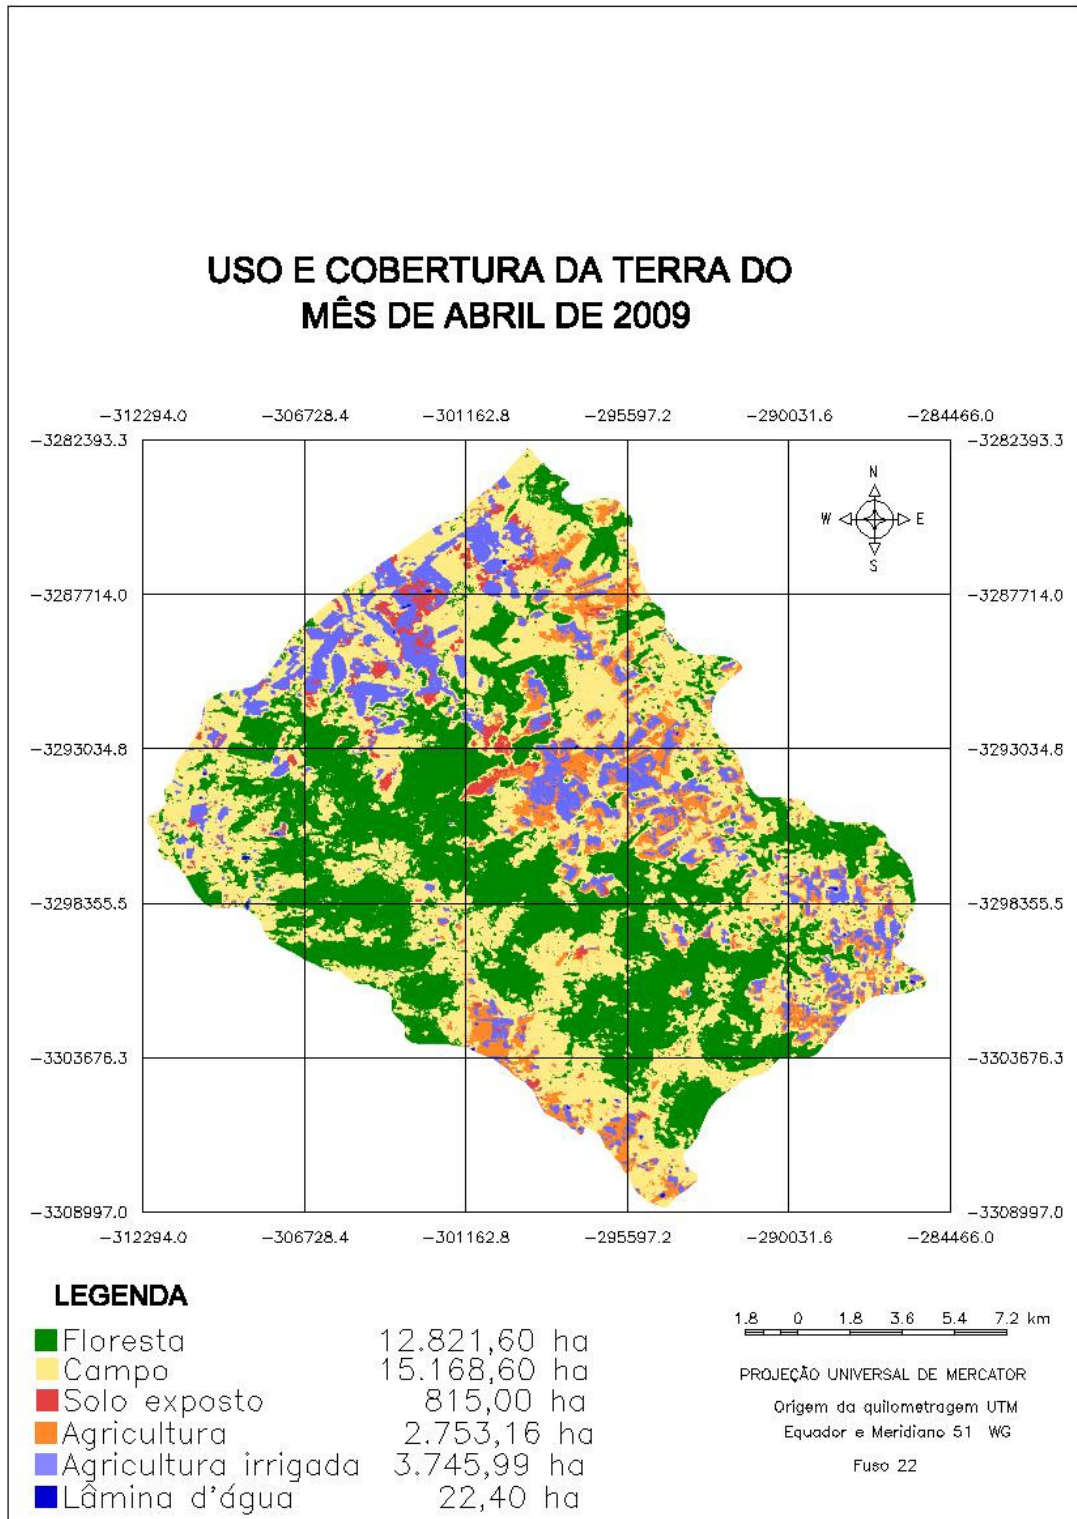 USO E COBERTURA DA TERRA DO
MÊS DE ABRIL DE 2009
-312294.0 -306728.4 -301162.8 -295597.2 -290031.6 -284466.0
-3282393.3 -3282393.3
N
W E
S
-3287714.0 -3287714.0
-3293034.8 -3293034.8
-3298355.5 -3298355.5
-3303676.3 -3303676.3
-3308997.0 -3308997.0
-312294.0 -306728.4 -301162.8 -295597.2 -290031.6 -284466.0
LEGENDA
Floresta 12.821,60 ha
Campo 15.168,60 ha
Solo exposto 815,00 ha
Agricultura 2.753,16 ha
Agricultura irrigada 3.745,99 ha
Lâmina d'água 22,40 ha
1.8 0 1.8 3.6 5.4 7.2 km
PROJEÇÃO UNIVERSAL DE MERCATOR
Origem da quilometragem UTM
Equador e Meridiano 51 WG
Fuso 22